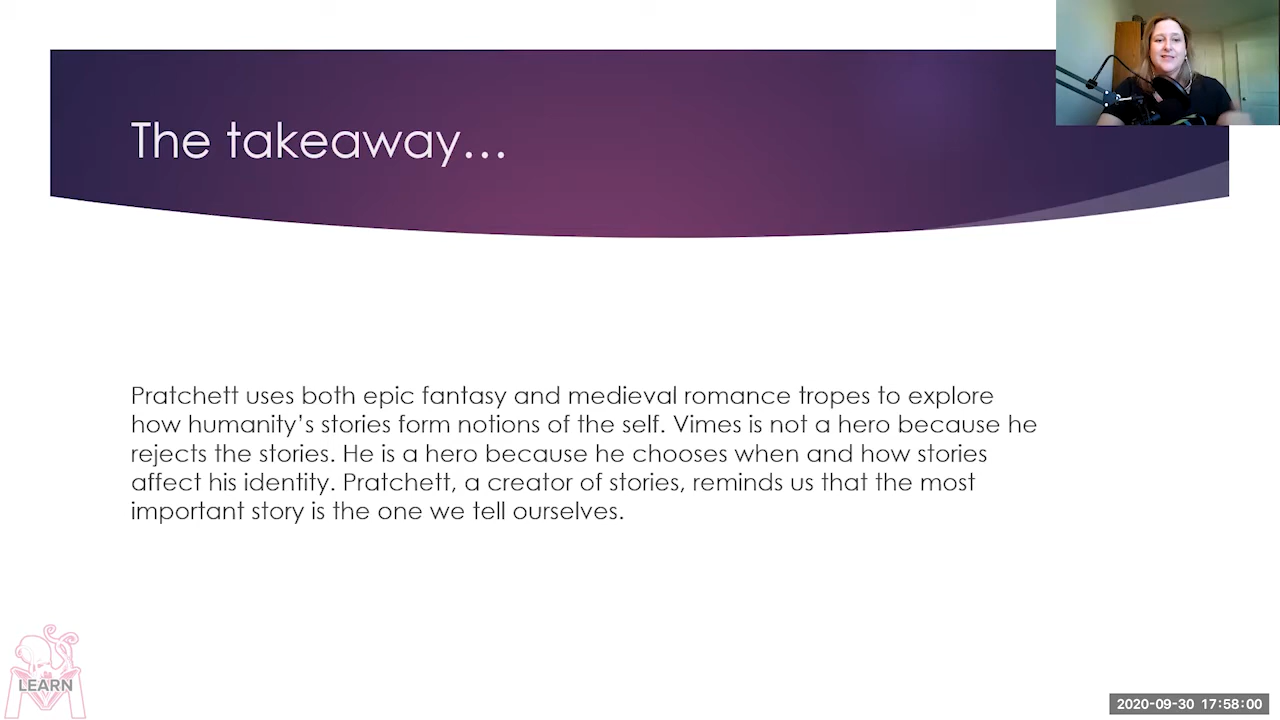 The takeaway…
Pratchett uses both epic fantasy and medieval romance tropes to explore
how humanity’s stories form notions of the self. Vimes is not a hero because he
rejects the stories. He is a hero because he chooses when and how stories
affect his identity. Pratchett, a creator of stories, reminds us that the most
important story is the one we tell ourselves.
LEARN
2020-09-30 17:58:00